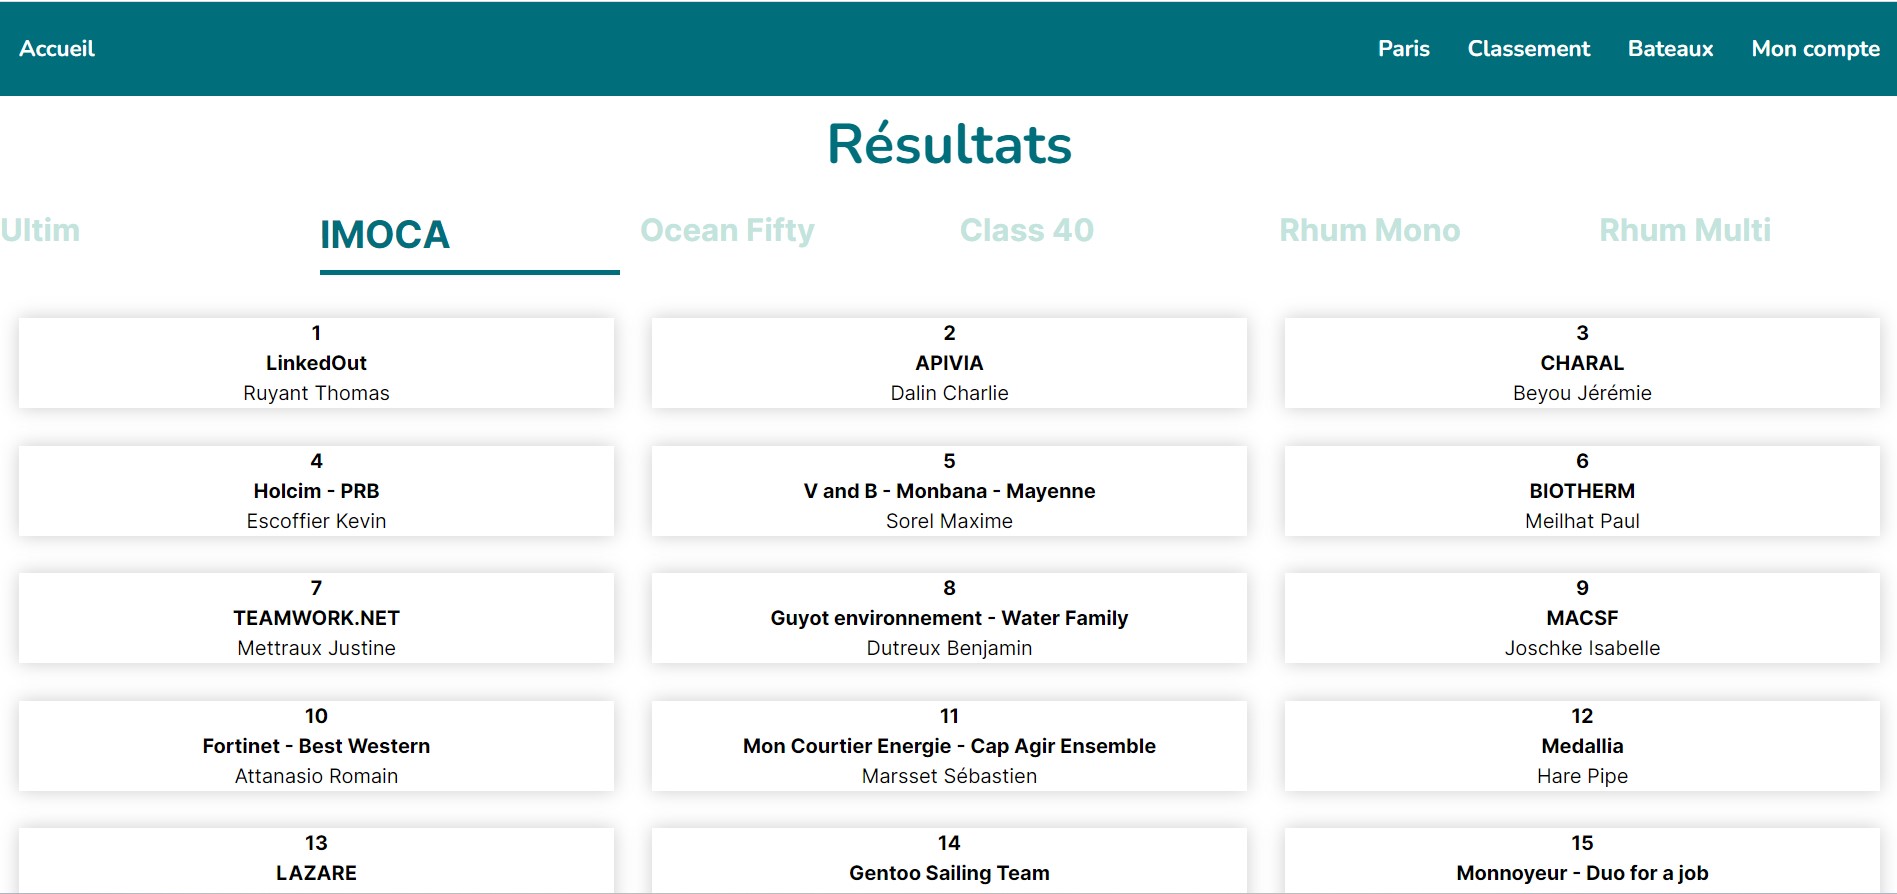 Accueil
Paris
Classement
Bateaux
Mon compte
Résultats
Ultim
IMOCA
Ocean Fifty
Class 40
Rhum Mono
Rhum Multi
1
LinkedOut
Ruyant Thomas
2
APIVIA
Dalin Charlie
3
CHARAL
Beyou Jérémie
4
Holcim - PRB
Escoffier Kevin
5
V and B - Monbana - Mayenne
Sorel Maxime
6
BIOTHERM
Meilhat Paul
7
TEAMWORK.NET
Mettraux Justine
8
Guyot environnement - Water Family
Dutreux Benjamin
9
MACSF
Joschke Isabelle
10
Fortinet - Best Western
Attanasio Romain
11
Mon Courtier Energie - Cap Agir Ensemble
Marsset Sébastien
12
Medallia
Hare Pipe
13
LAZARE
14
Gentoo Sailing Team
15
Monnoyeur - Duo for a job